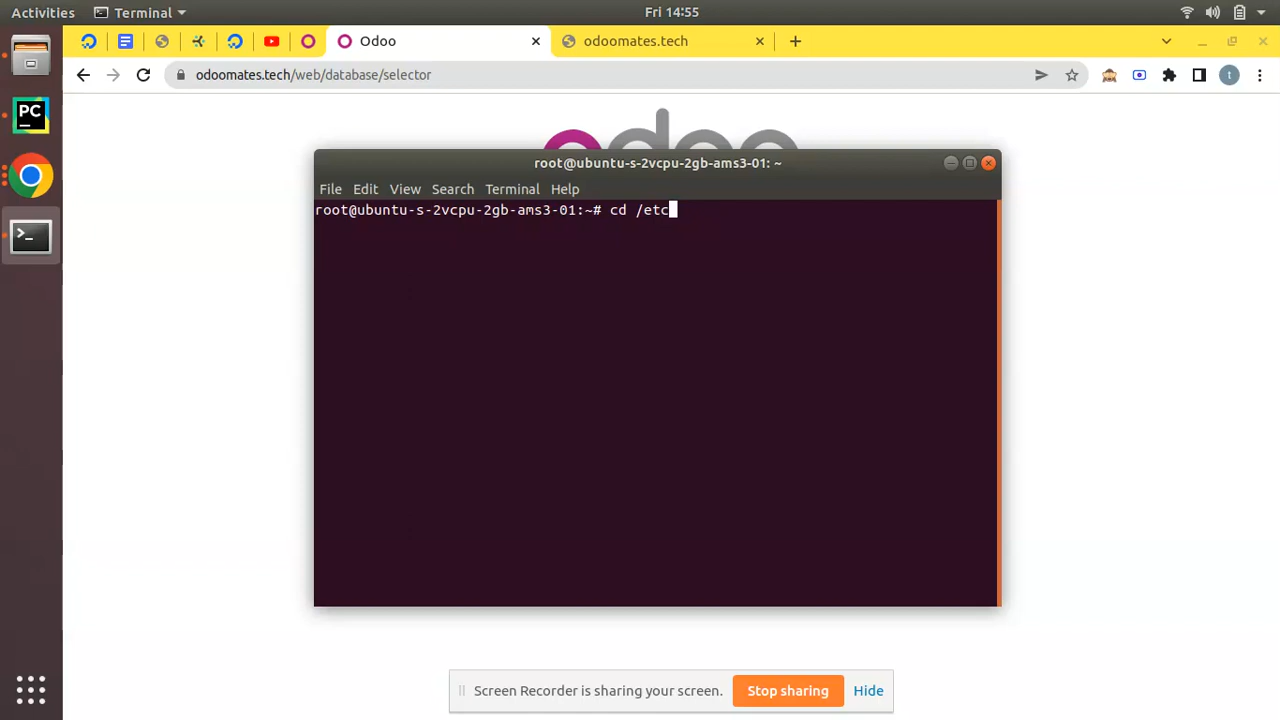 Activities
Terminal
Fri 14:55
Odoo
odoomates.tech
odoomates.tech/web/database/selector
t
PC
odoo
root@ubuntu-s-2vcpu-2gb-ams3-01: ~
File Edit View Search Terminal Help
root@ubuntu-s-2vcpu-2gb-ams3-01:~# cd /etc
Screen Recorder is sharing your screen.
Stop sharing
Hide